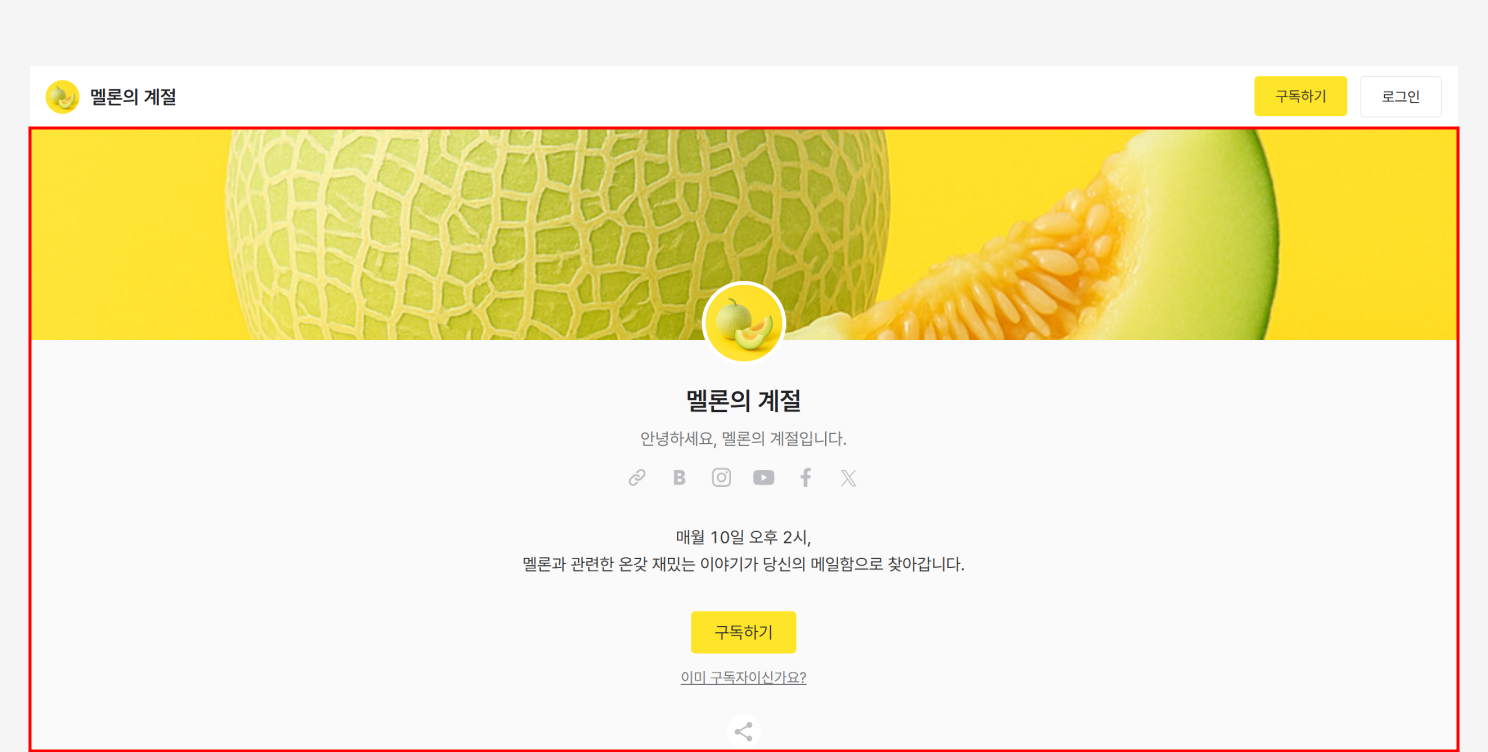 멜론의 계절
구독하기
로그인
멜론의 계절
안녕하세요, 멜론의 계절입니다.
매월 10일 오후 2시,
멜론과 관련한 온갖 재밌는 이야기가 당신의 메일함으로 찾아갑니다.
구독하기
이미 구독자이신가요?